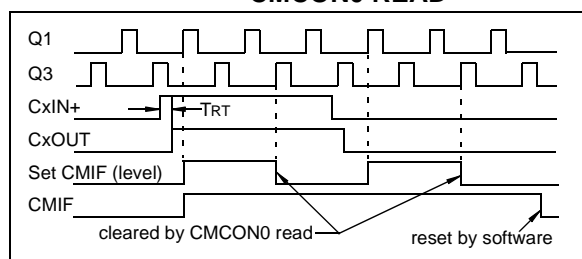 CMCON0 READ
Q1
Q3
CxIN+
TRT
CxOUT
Set CMIF (level)
CMIF
cleared by CMCON0 read
reset by software